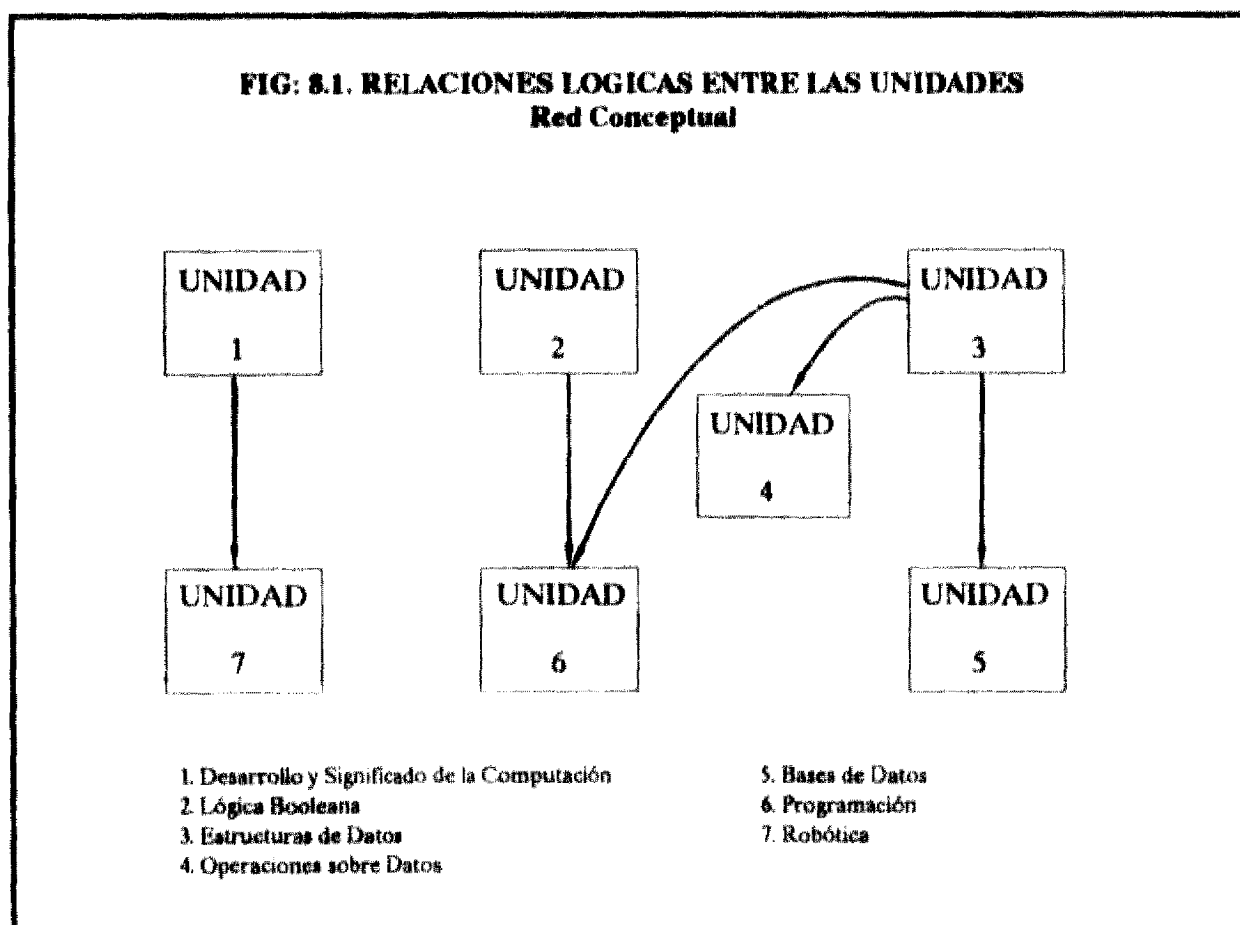 FIG: 8.1. RELACIONES LOGICAS ENTRE LAS UNIDADES
Red Conceptual
UNIDAD
1
UNIDAD
2
UNIDAD
3
UNIDAD
4
UNIDAD
7
UNIDAD
6
UNIDAD
5
1. Desarrollo y Significado de la Computación
2. Lógica Booleana
3. Estructuras de Datos
4. Operaciones sobre Datos
5. Bases de Datos
6. Programación
7. Robótica